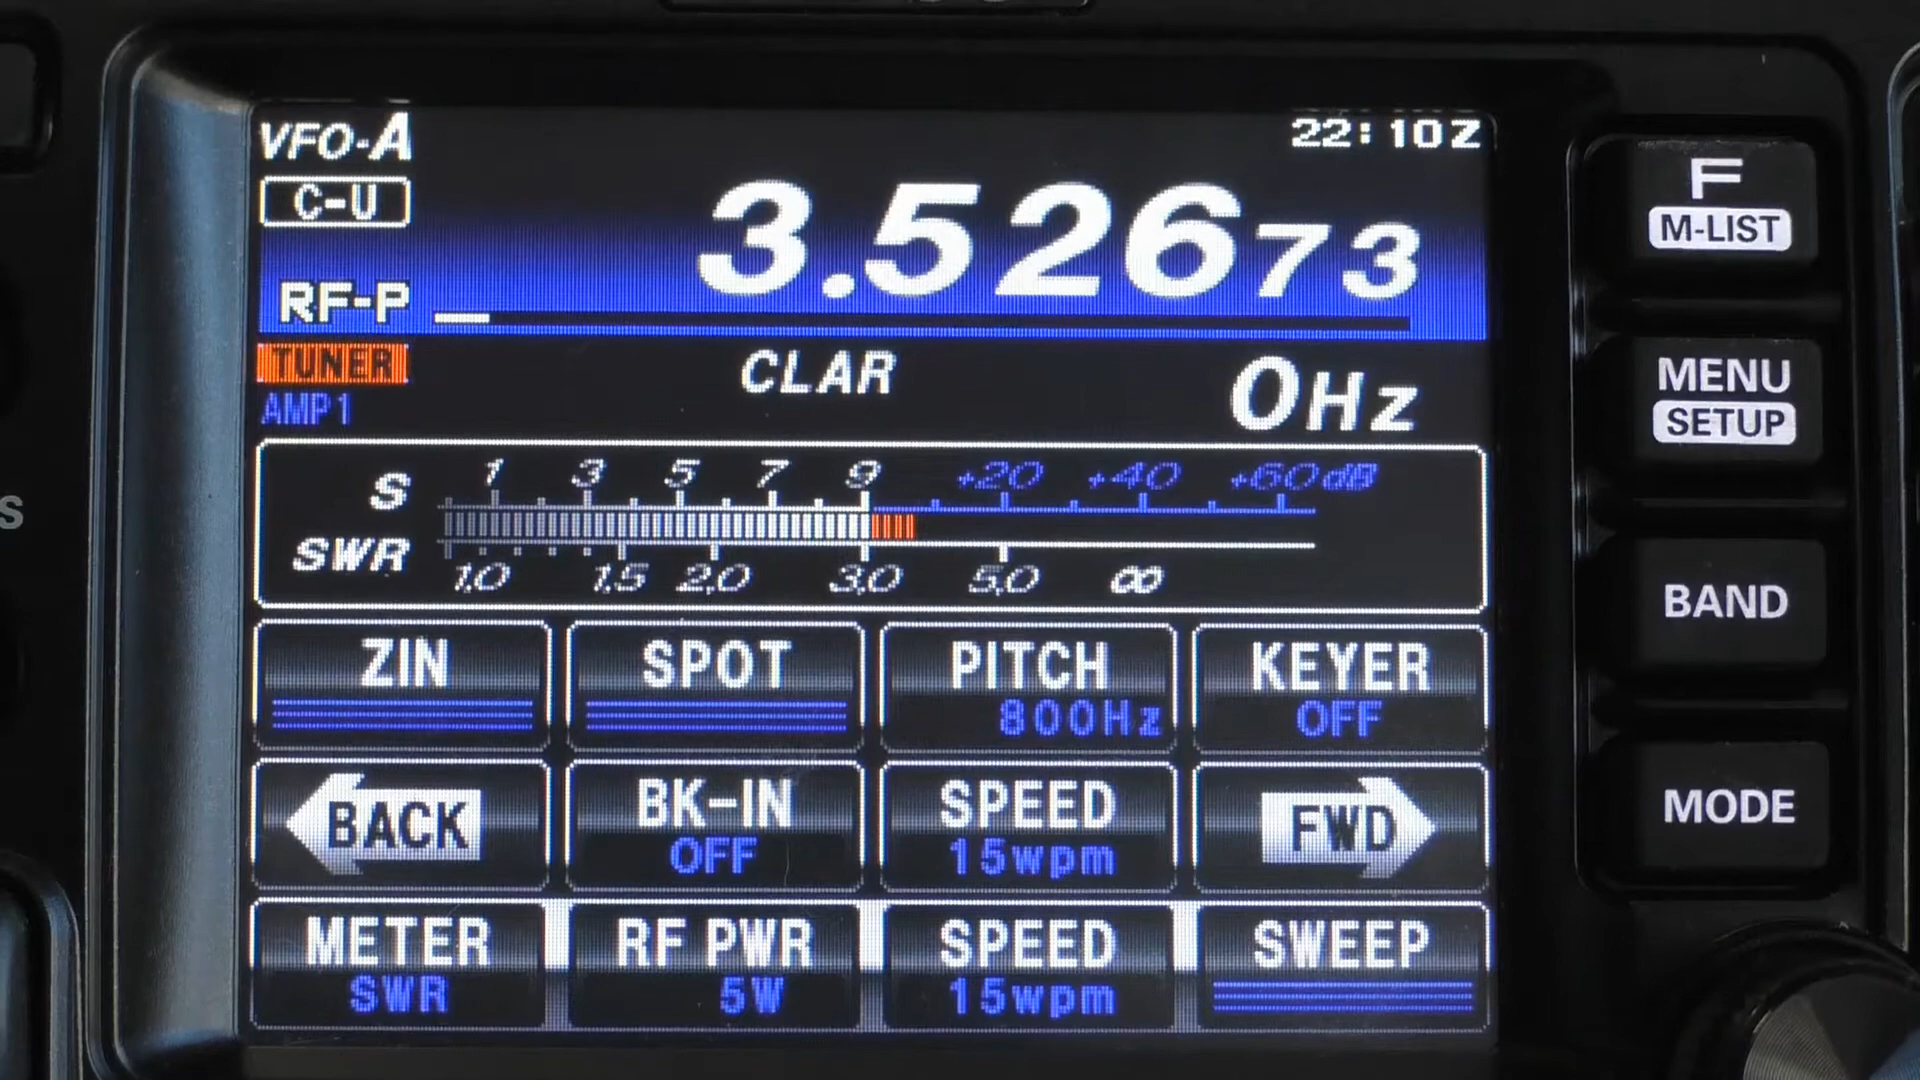 VFO-A
22:10Z
C-U
3.52673
RF-P
TUNER
CLAR
0Hz
AMP1
S 1 3 5 7 9 +20 +40 +60dB
SWR 1,0 1,5 2,0 3,0 5,0 ∞
ZIN SPOT PITCH KEYER
800Hz OFF
BACK BK-IN SPEED FWD
OFF 15wpm
METER RF PWR SPEED SWEEP
SWR 5W 15wpm
F
M-LIST
MENU
SETUP
BAND
MODE
S